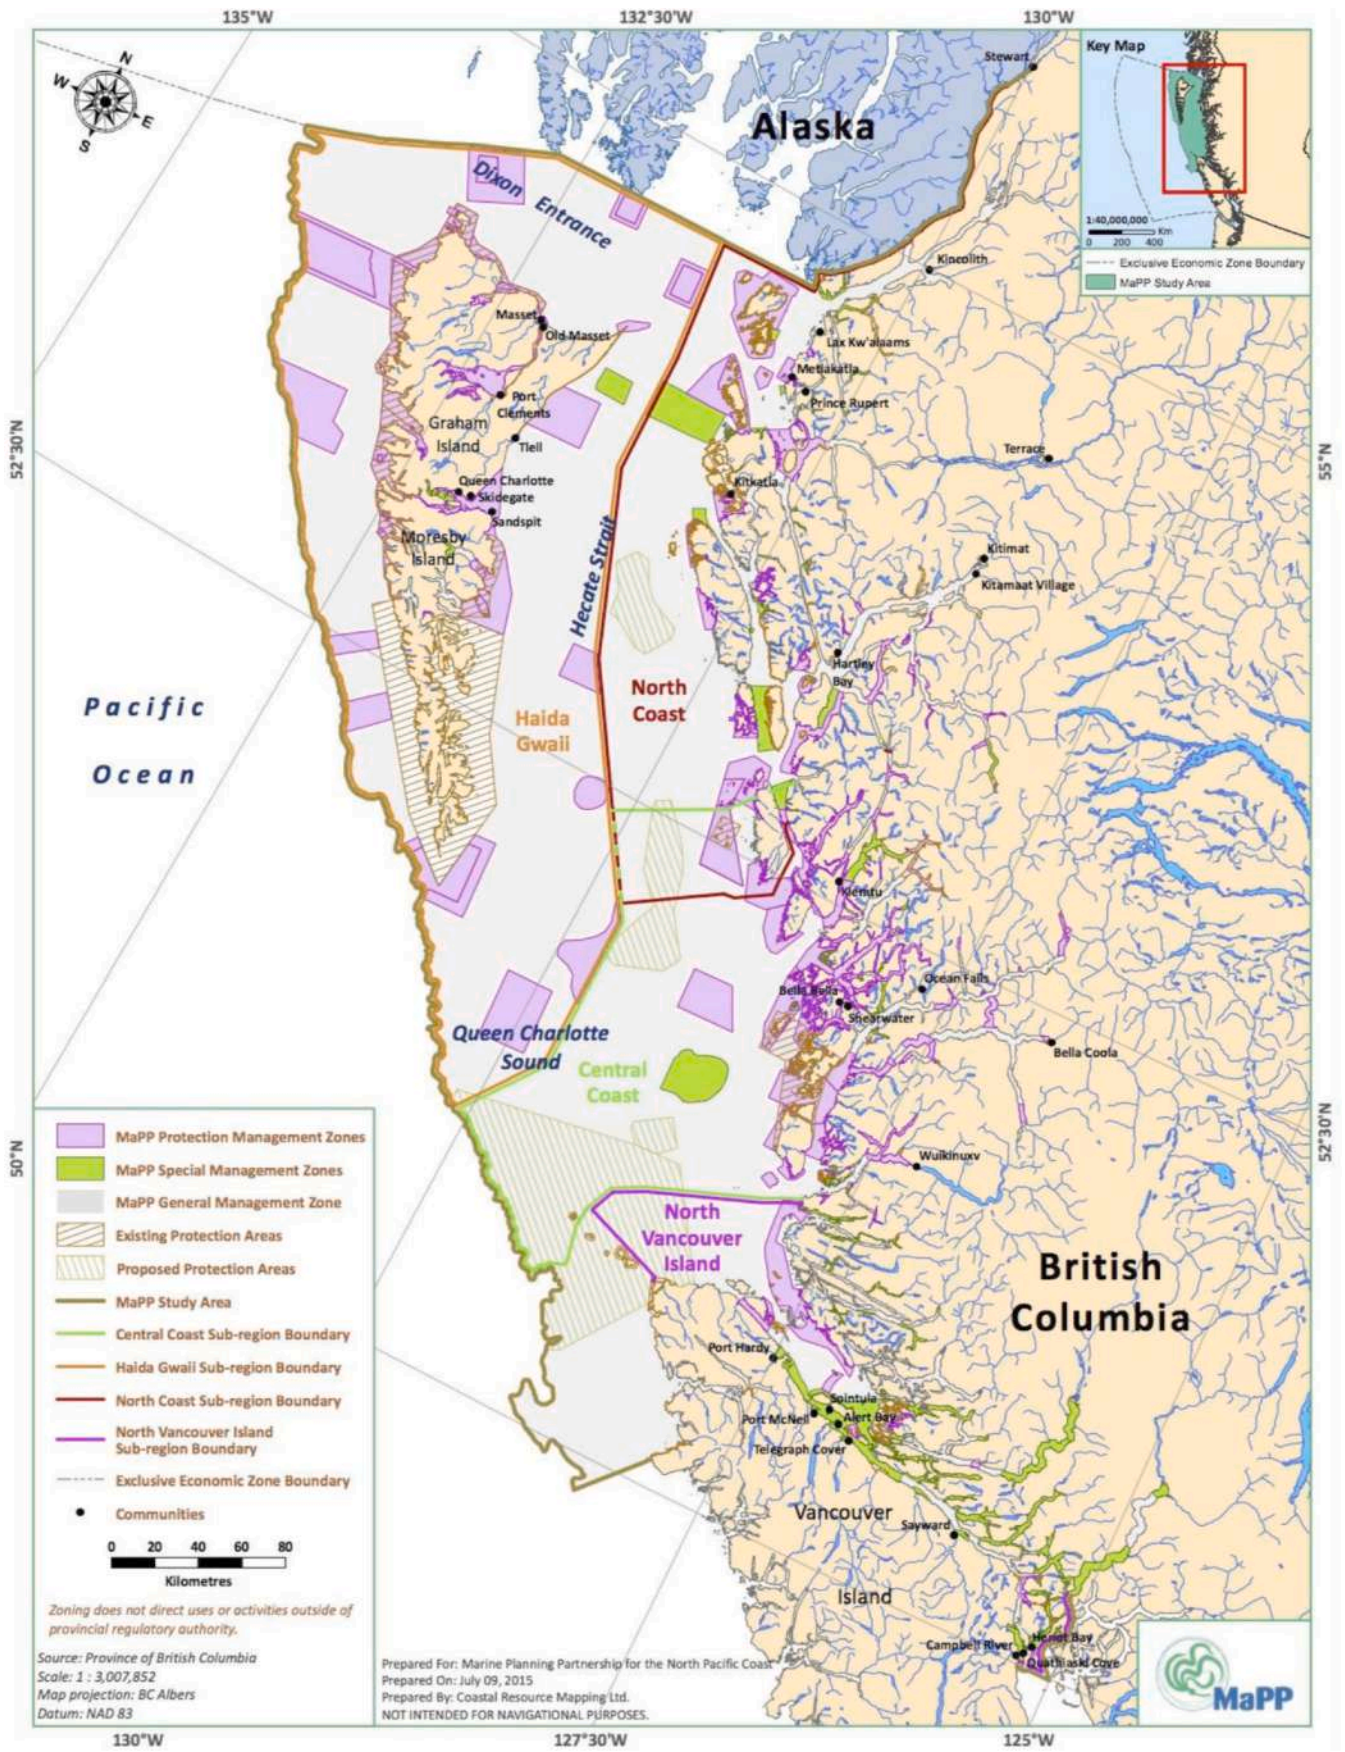 135°W
132°30'W
130°W
N
W
E
S
Key Map
1:40,000,000
Km
0 200 400
Exclusive Economic Zone Boundary
MaPP Study Area
Stewart
Alaska
Dixon
Entrance
Kincolith
Masset
Old Masset
Lax Kw'alaams
Metlakatla
Prince Rupert
Port
Clements
Graham
Island
Tlell
52°30'N
55°N
Terrace
Queen Charlotte
Skidegate
Sandspit
Kitkatla
Moresby
Island
Hecate Strait
Kitimat
Kitamaat Village
Hartley
Bay
Pacific
Ocean
Haida
Gwaii
North
Coast
Klemtu
Ocean Falls
Bella Bella
Shearwater
Bella Coola
Queen Charlotte
Sound
Central
Coast
Wuikinuxv
50°N
52°30'N
North
Vancouver
Island
British
Columbia
Port Hardy
Sointula
Port McNeil
Alert Bay
Telegraph Cover
Vancouver
Sayward
Island
Campbell River
Heriot Bay
Quathiaski Cove
MaPP Protection Management Zones
MaPP Special Management Zones
MaPP General Management Zone
Existing Protection Areas
Proposed Protection Areas
MaPP Study Area
Central Coast Sub-region Boundary
Haida Gwaii Sub-region Boundary
North Coast Sub-region Boundary
North Vancouver Island
Sub-region Boundary
Exclusive Economic Zone Boundary
Communities
0 20 40 60 80
Kilometres
Zoning does not direct uses or activities outside of
provincial regulatory authority.
Source: Province of British Columbia
Scale: 1 : 3,007,852
Map projection: BC Albers
Datum: NAD 83
Prepared For: Marine Planning Partnership for the North Pacific Coast
Prepared On: July 09, 2015
Prepared By: Coastal Resource Mapping Ltd.
NOT INTENDED FOR NAVIGATIONAL PURPOSES.
MaPP
130°W
127°30'W
125°W